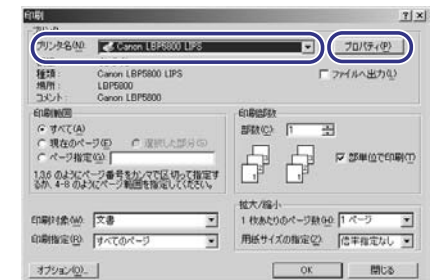 印刷
プリンタ
プリンタ名(N): Canon LBP5800 LIPS プロパティ(P)
種類: Canon LBP5800 LIPS ファイルへ出力(L)
場所: LBP5800
コメント: Canon LBP5800
印刷範囲
すべて(A)
現在のページ(E) 選択した部分(S)
ページ指定(G):
1,3,6 のようにページ番号をカンマで区切って指定す
るか、4-8 のようにページ範囲を指定してください。
印刷部数
部数(C): 1
部単位で印刷(T)
印刷対象(W): 文書
印刷指定(R): すべてのページ
拡大/縮小
1 枚あたりのページ数(H): 1 ページ
用紙サイズの指定(Z): 倍率指定なし
オプション(O)... OK 閉じる